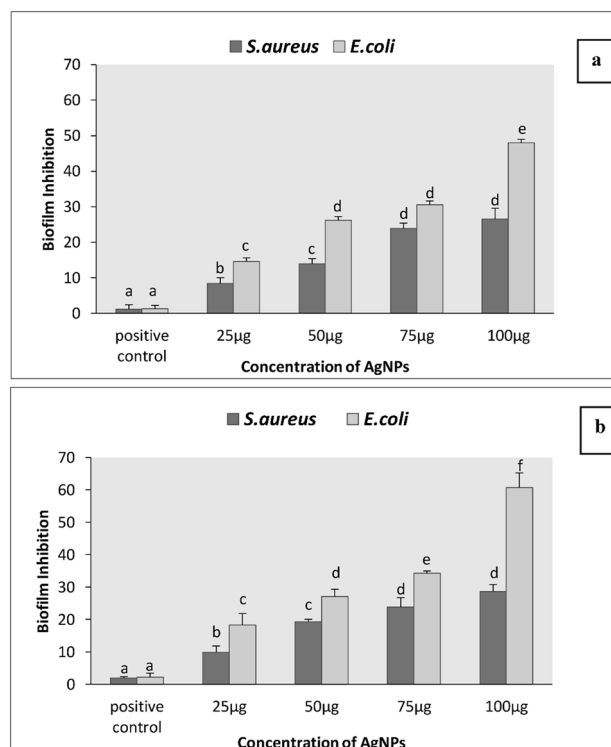 a
S.aureus E.coli
70
60
50
40
30
20
10
0
Biofilm Inhibition
a a b c c d d d d e
positive control 25µg 50µg 75µg 100µg
Concentration of AgNPs
b
S.aureus E.coli
70
60
50
40
30
20
10
0
Biofilm Inhibition
a a b c c d d e d f
positive control 25µg 50µg 75µg 100µg
Concentration of AgNPs